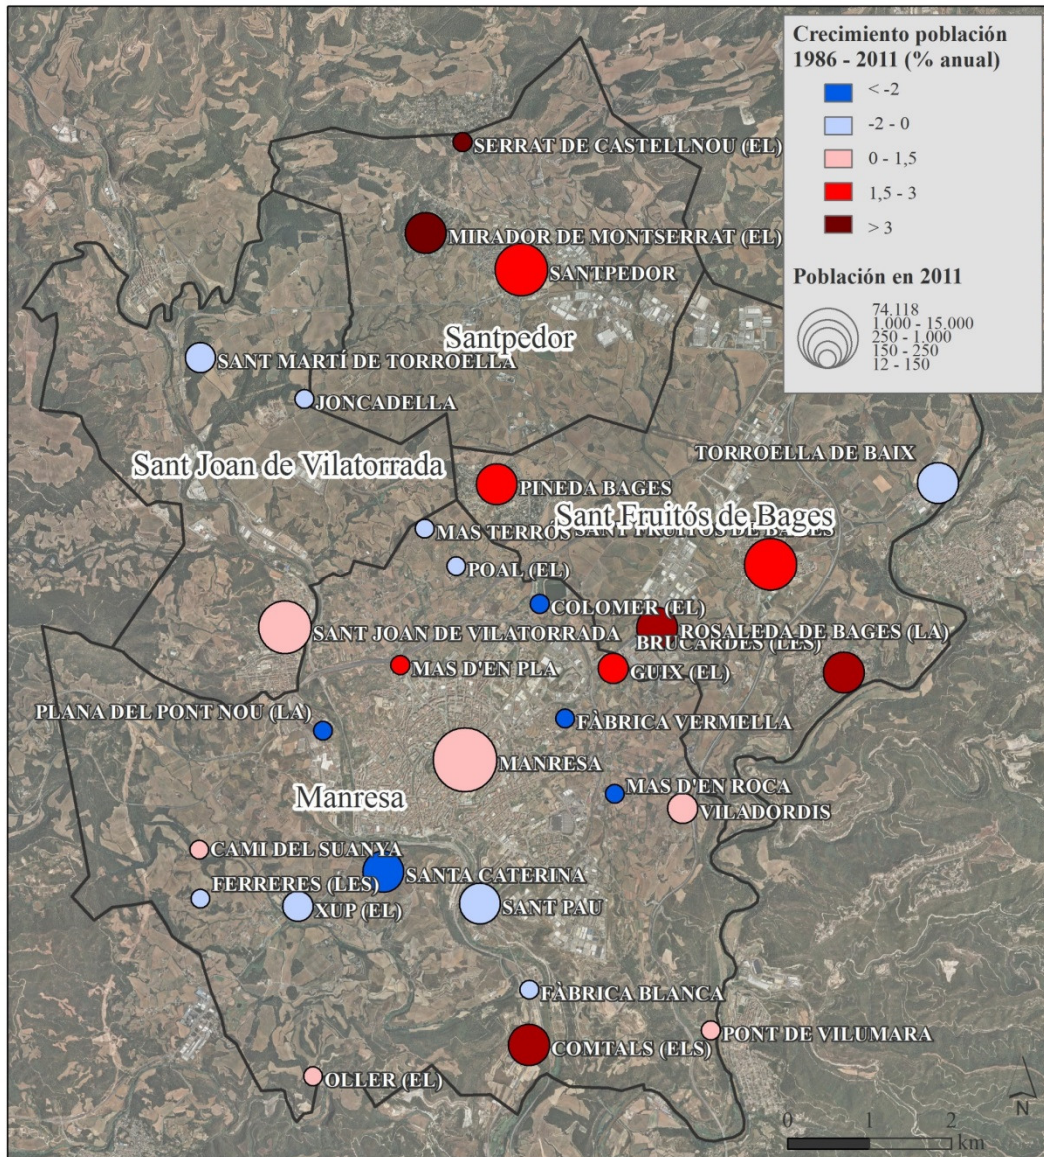 Crecimiento población
1986 - 2011 (% anual)
< -2
-2 - 0
0 - 1,5
1,5 - 3
> 3
Población en 2011
74.118
1.000 - 15.000
250 - 1.000
150 - 250
12 - 150
SERRAT DE CASTELLNOU (EL)
MIRADOR DE MONTSERRAT (EL)
SANTPEDOR
Santpedor
SANT MARTÍ DE TORROELLA
JONCADELLA
TORROELLA DE BAIX
Sant Joan de Vilatorrada
PINEDA BAGES
Sant Fruitós de Bages
MAS TERRÓS
SANT FRUITÓS DE BAGES
POAL (EL)
COLOMER (EL)
SANT JOAN DE VILATORRADA
ROSALEDA DE BAGES (LA)
BRUCARDES (LES)
MAS D'EN PLA
GUIX (EL)
PLANA DEL PONT NOU (LA)
FÀBRICA VERMELLA
MANRESA
MAS D'EN ROCA
Manresa
VILADORDIS
CAMI DEL SUANYA
SANTA CATERINA
FERRERES (LES)
XUP (EL)
SANT PAU
FÀBRICA BLANCA
PONT DE VILUMARA
COMTALS (ELS)
OLLER (EL)
N
0 1 2
km